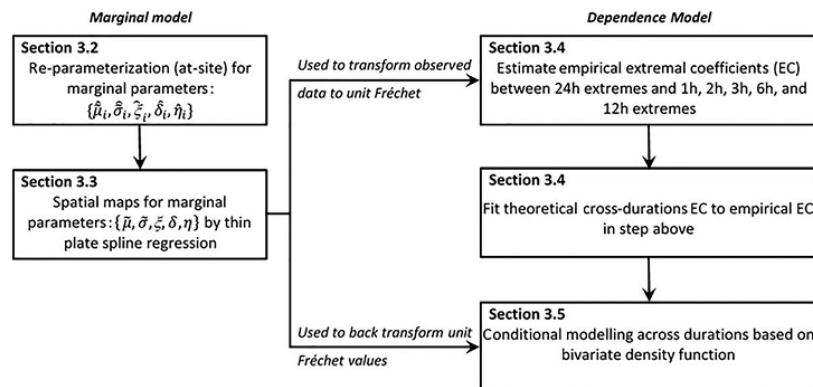 Marginal model
Section 3.2
Re-parameterization (at-site) for
marginal parameters:
{μ̃̂ᵢ, σ̃̂ᵢ, ξ̂ᵢ, δ̂ᵢ, η̂ᵢ}
Section 3.3
Spatial maps for marginal
parameters:{μ̃, σ̃, ξ, δ, η} by thin
plate spline regression
Used to transform observed
data to unit Fréchet
Used to back transform unit
Fréchet values
Dependence Model
Section 3.4
Estimate empirical extremal coefficients (EC)
between 24h extremes and 1h, 2h, 3h, 6h, and
12h extremes
Section 3.4
Fit theoretical cross-durations EC to empirical EC
in step above
Section 3.5
Conditional modelling across durations based on
bivariate density function